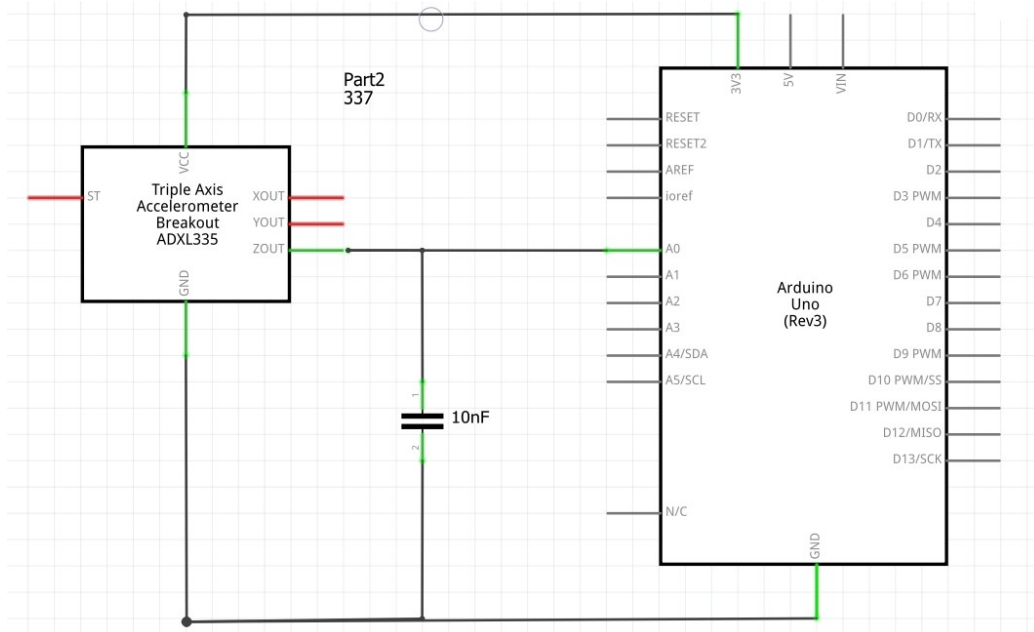 Part2
337
3V3
5V
VIN
VCC
ST
Triple Axis
Accelerometer
Breakout
ADXL335
XOUT
YOUT
ZOUT
GND
RESET
RESET2
AREF
ioref
A0
A1
A2
A3
A4/SDA
A5/SCL
N/C
Arduino
Uno
(Rev3)
D0/RX
D1/TX
D2
D3 PWM
D4
D5 PWM
D6 PWM
D7
D8
D9 PWM
D10 PWM/SS
D11 PWM/MOSI
D12/MISO
D13/SCK
GND
1
10nF
2